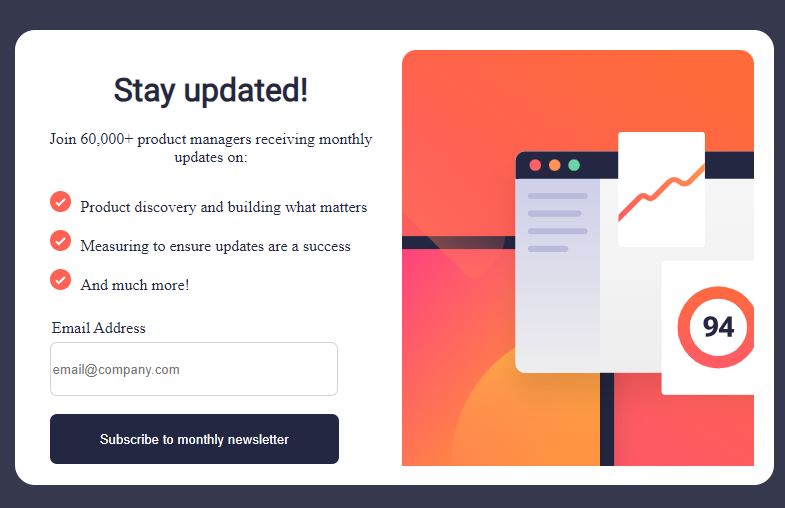 Stay updated!
Join 60,000+ product managers receiving monthly
updates on:
Product discovery and building what matters
Measuring to ensure updates are a success
And much more!
Email Address
email@company.com
Subscribe to monthly newsletter
94